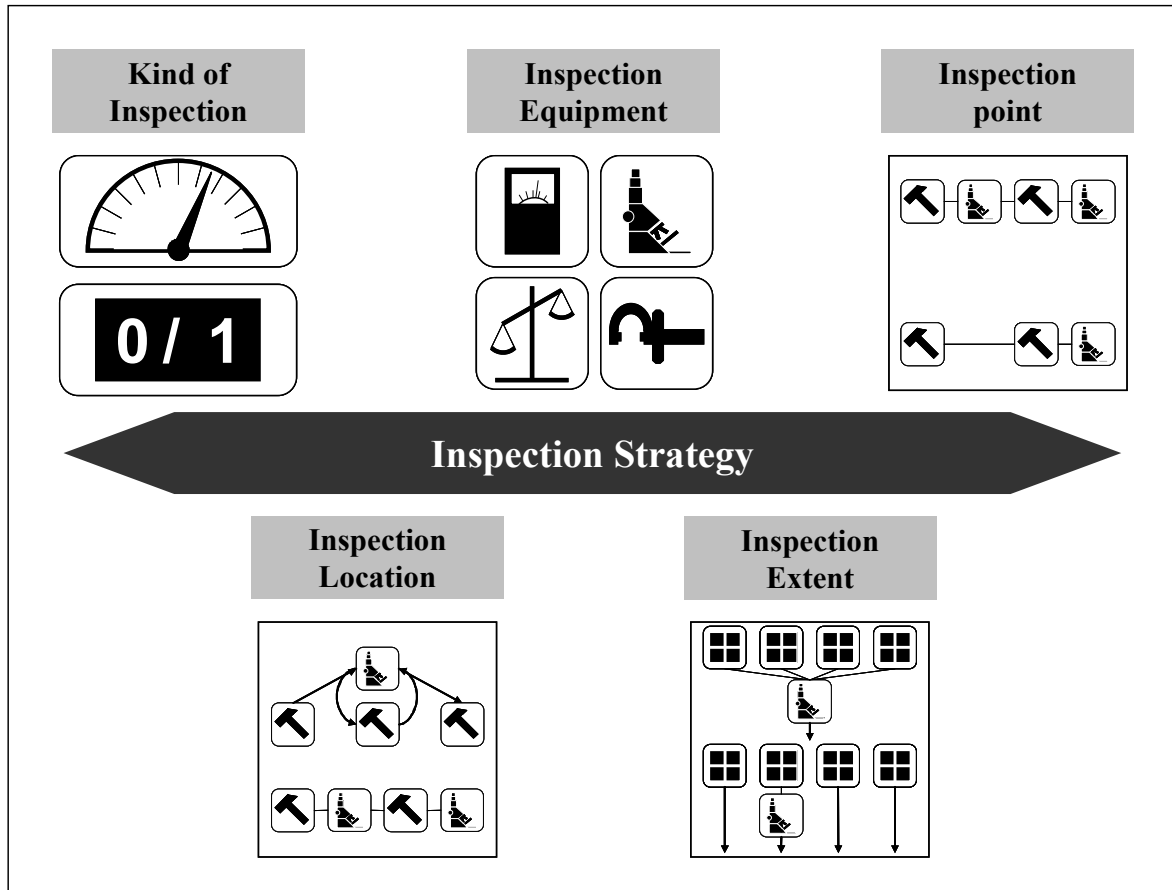 Kind of
Inspection
Inspection
Equipment
Inspection
point
0 / 1
Inspection Strategy
Inspection
Location
Inspection
Extent